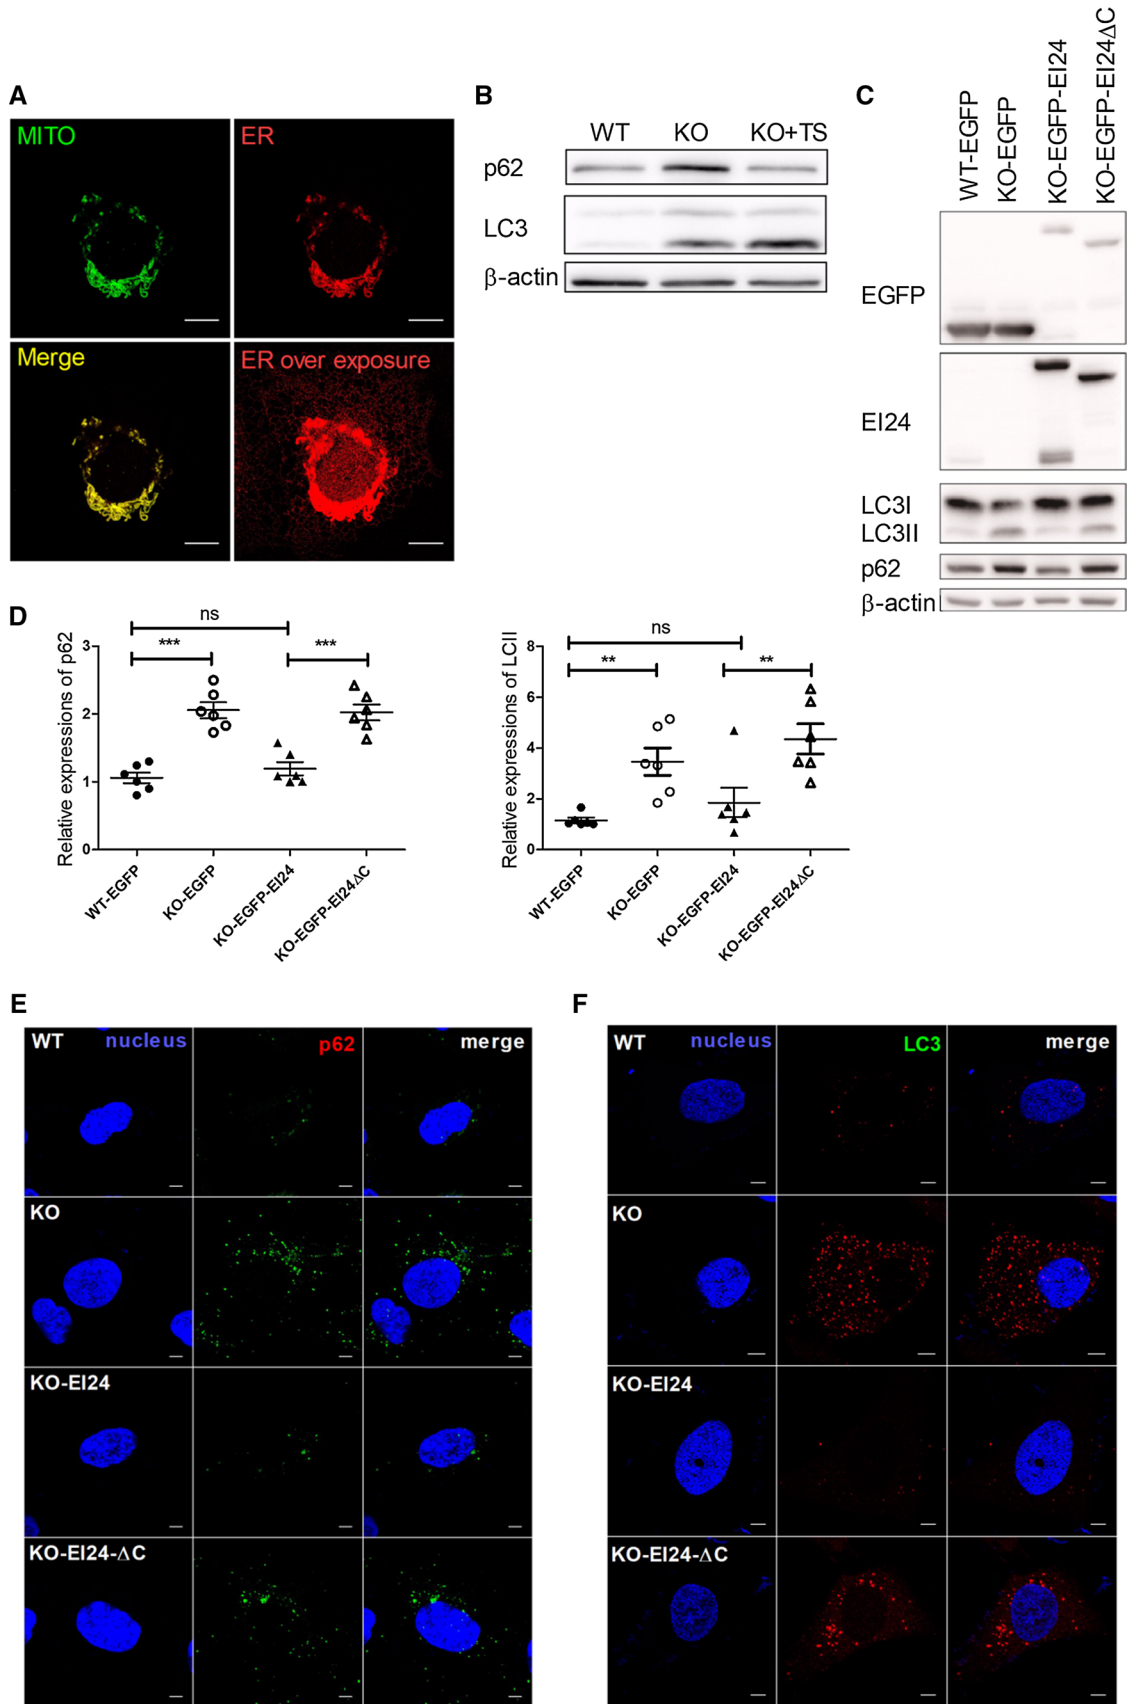 A
MITO
ER
Merge
ER over exposure
B
WT KO KO+TS
p62
LC3
β-actin
C
WT-EGFP
KO-EGFP
KO-EGFP-EI24
KO-EGFP-EI24ΔC
EGFP
EI24
LC3I
LC3II
p62
β-actin
D
Relative expressions of p62
3
2
1
0
ns
***
***
WT-EGFP
KO-EGFP
KO-EGFP-EI24
KO-EGFP-EI24ΔC
Relative expressions of LCII
8
6
4
2
0
ns
**
**
WT-EGFP
KO-EGFP
KO-EGFP-EI24
KO-EGFP-EI24ΔC
E
WT nucleus p62 merge
KO
KO-EI24
KO-EI24-ΔC
F
WT nucleus LC3 merge
KO
KO-EI24
KO-EI24-ΔC